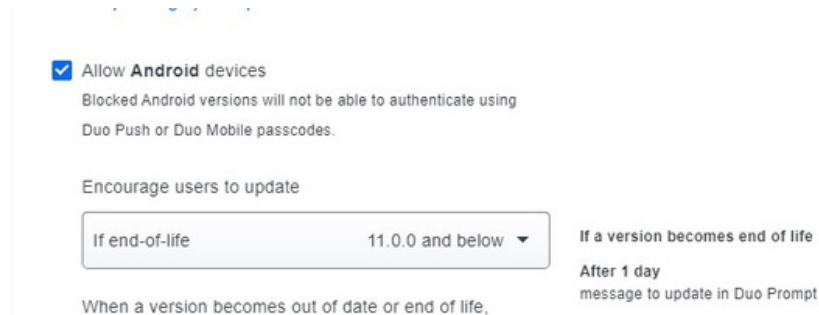 Allow Android devices
Blocked Android versions will not be able to authenticate using
Duo Push or Duo Mobile passcodes.
Encourage users to update
If end-of-life 11.0.0 and below
If a version becomes end of life
After 1 day
message to update in Duo Prompt
When a version becomes out of date or end of life,